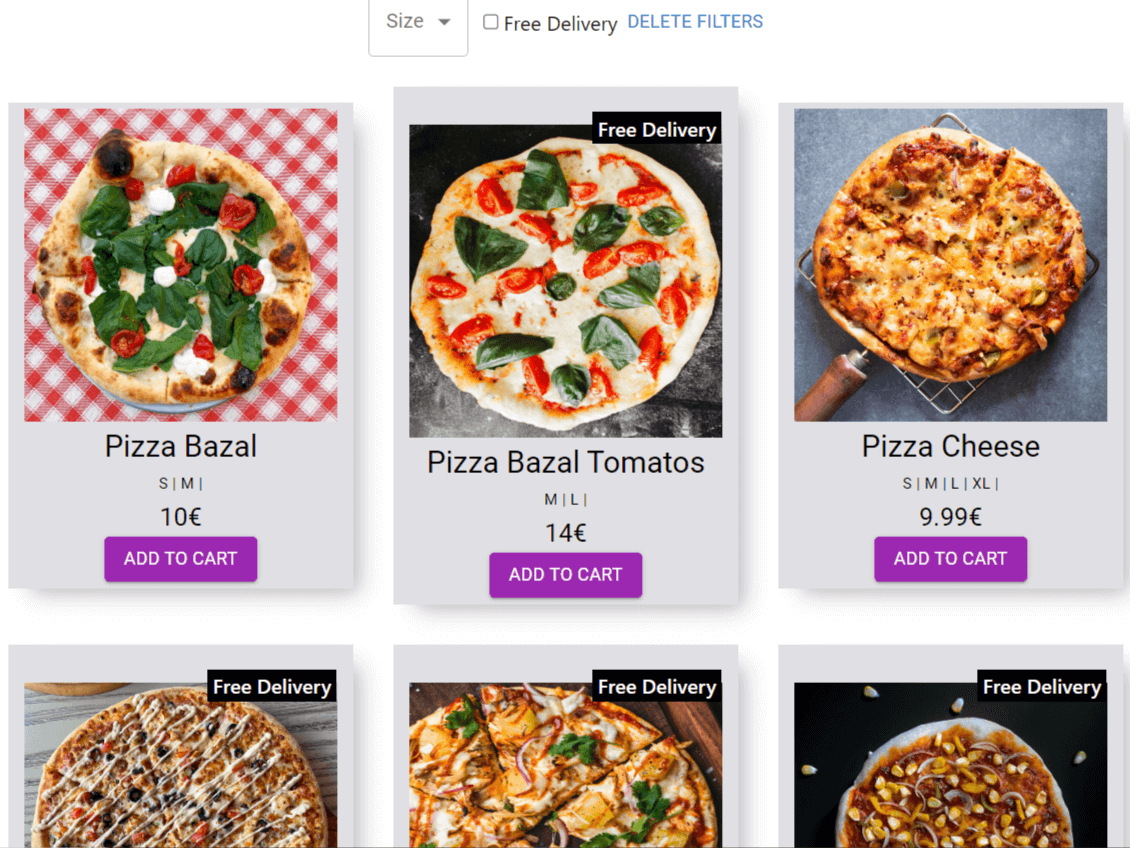 Size
Free Delivery
DELETE FILTERS
Pizza Bazal
S | M |
10€
ADD TO CART
Free Delivery
Pizza Bazal Tomatos
M | L |
14€
ADD TO CART
Pizza Cheese
S | M | L | XL |
9.99€
ADD TO CART
Free Delivery
Free Delivery
Free Delivery